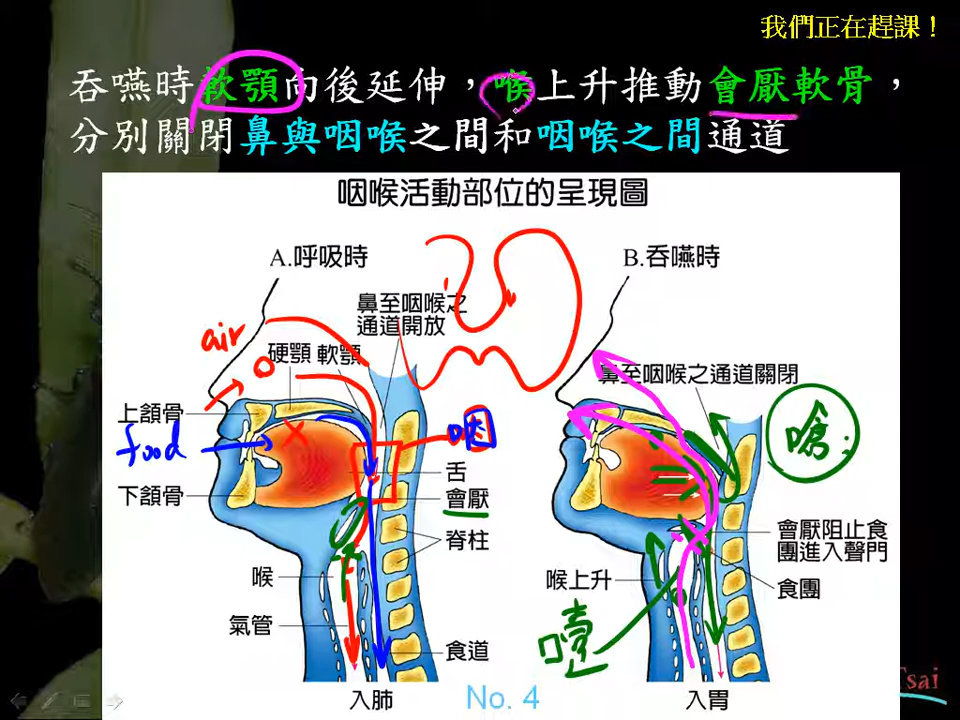 我們正在趕課！
吞嚥時軟顎向後延伸，喉上升推動會厭軟骨，
分別關閉鼻與咽喉之間和咽喉之間通道
咽喉活動部位的呈現圖
A.呼吸時
B.吞嚥時
鼻至咽喉之
通道開放
air
硬顎 軟顎
鼻至咽喉之通道關閉
上頷骨
food
咽
嗆
舌
下頷骨
會厭
脊柱
會厭阻止食
團進入聲門
喉
喉上升
食團
氣管
噎
食道
入肺
No. 4
入胃
Tsai